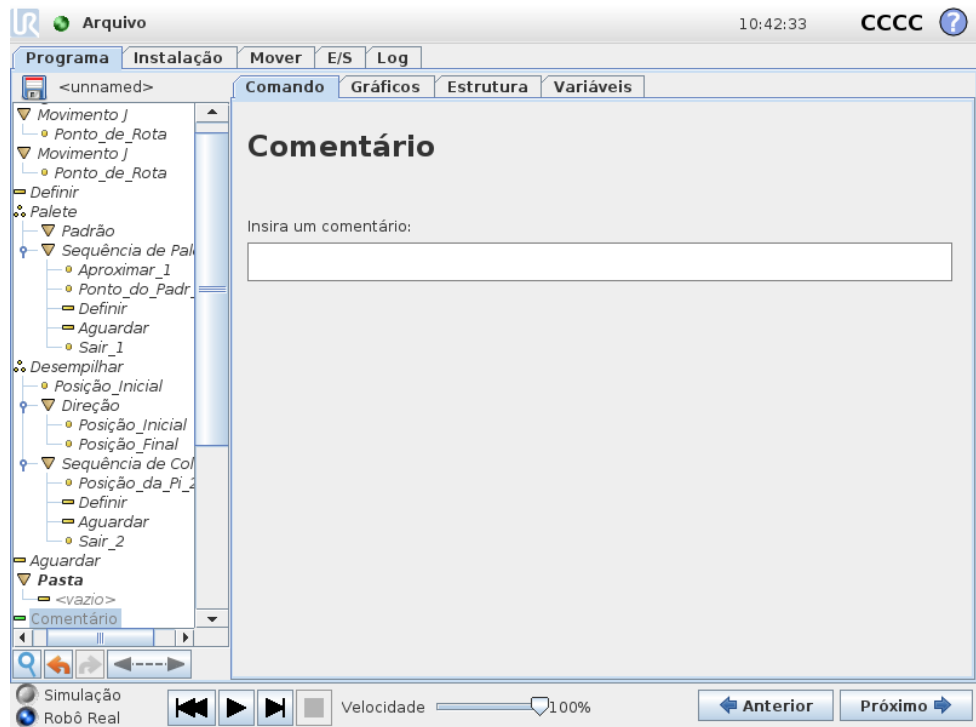 UR Arquivo 10:42:33 CCCC ?
Programa Instalação Mover E/S Log
<unnamed>
Comando Gráficos Estrutura Variáveis
Movimento J
Ponto_de_Rota
Movimento J
Ponto_de_Rota
Definir
Palete
Padrão
Sequência de Pal
Aproximar_1
Ponto_do_Padr_
Definir
Aguardar
Sair_1
Desempilhar
Posição_Inicial
Direção
Posição_Inicial
Posição_Final
Sequência de Col
Posição_da_Pi_2
Definir
Aguardar
Sair_2
Aguardar
Pasta
<vazio>
Comentário
Comentário
Insira um comentário:
Simulação
Robô Real
Velocidade 100%
Anterior Próximo